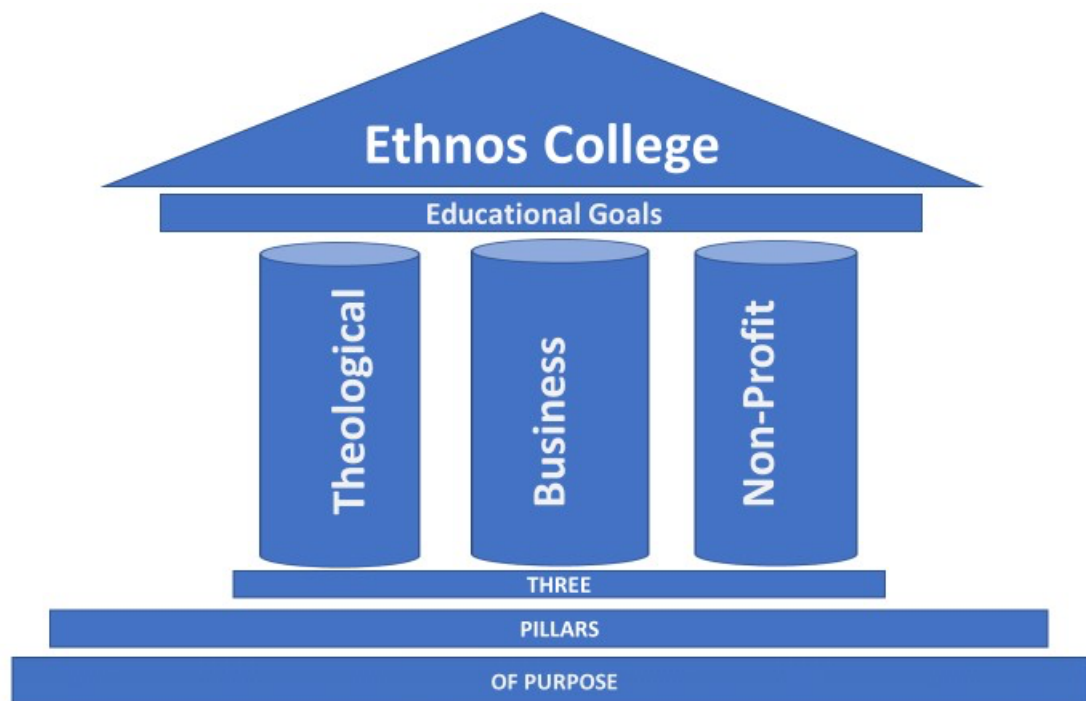 Ethnos College
Educational Goals
Theological
Business
Non-Profit
THREE
PILLARS
OF PURPOSE